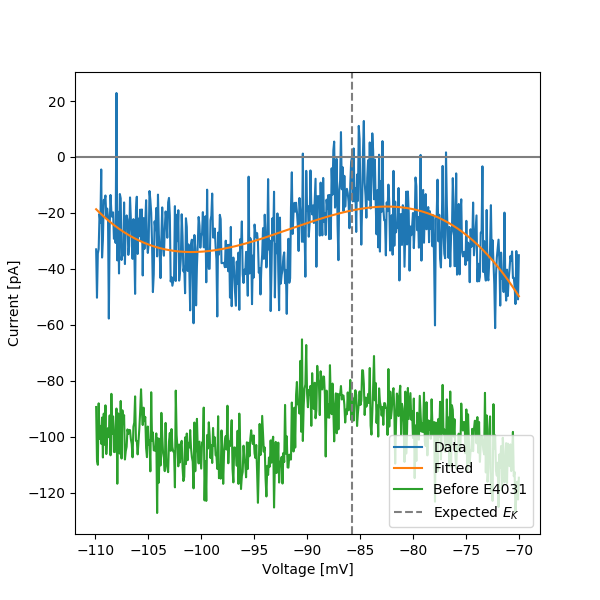 20
0
−20
−40
−60
−80
−100
−120
Current [pA]
Data
Fitted
Before E4031
Expected $E_K$
−110
−105
−100
−95
−90
−85
−80
−75
−70
Voltage [mV]